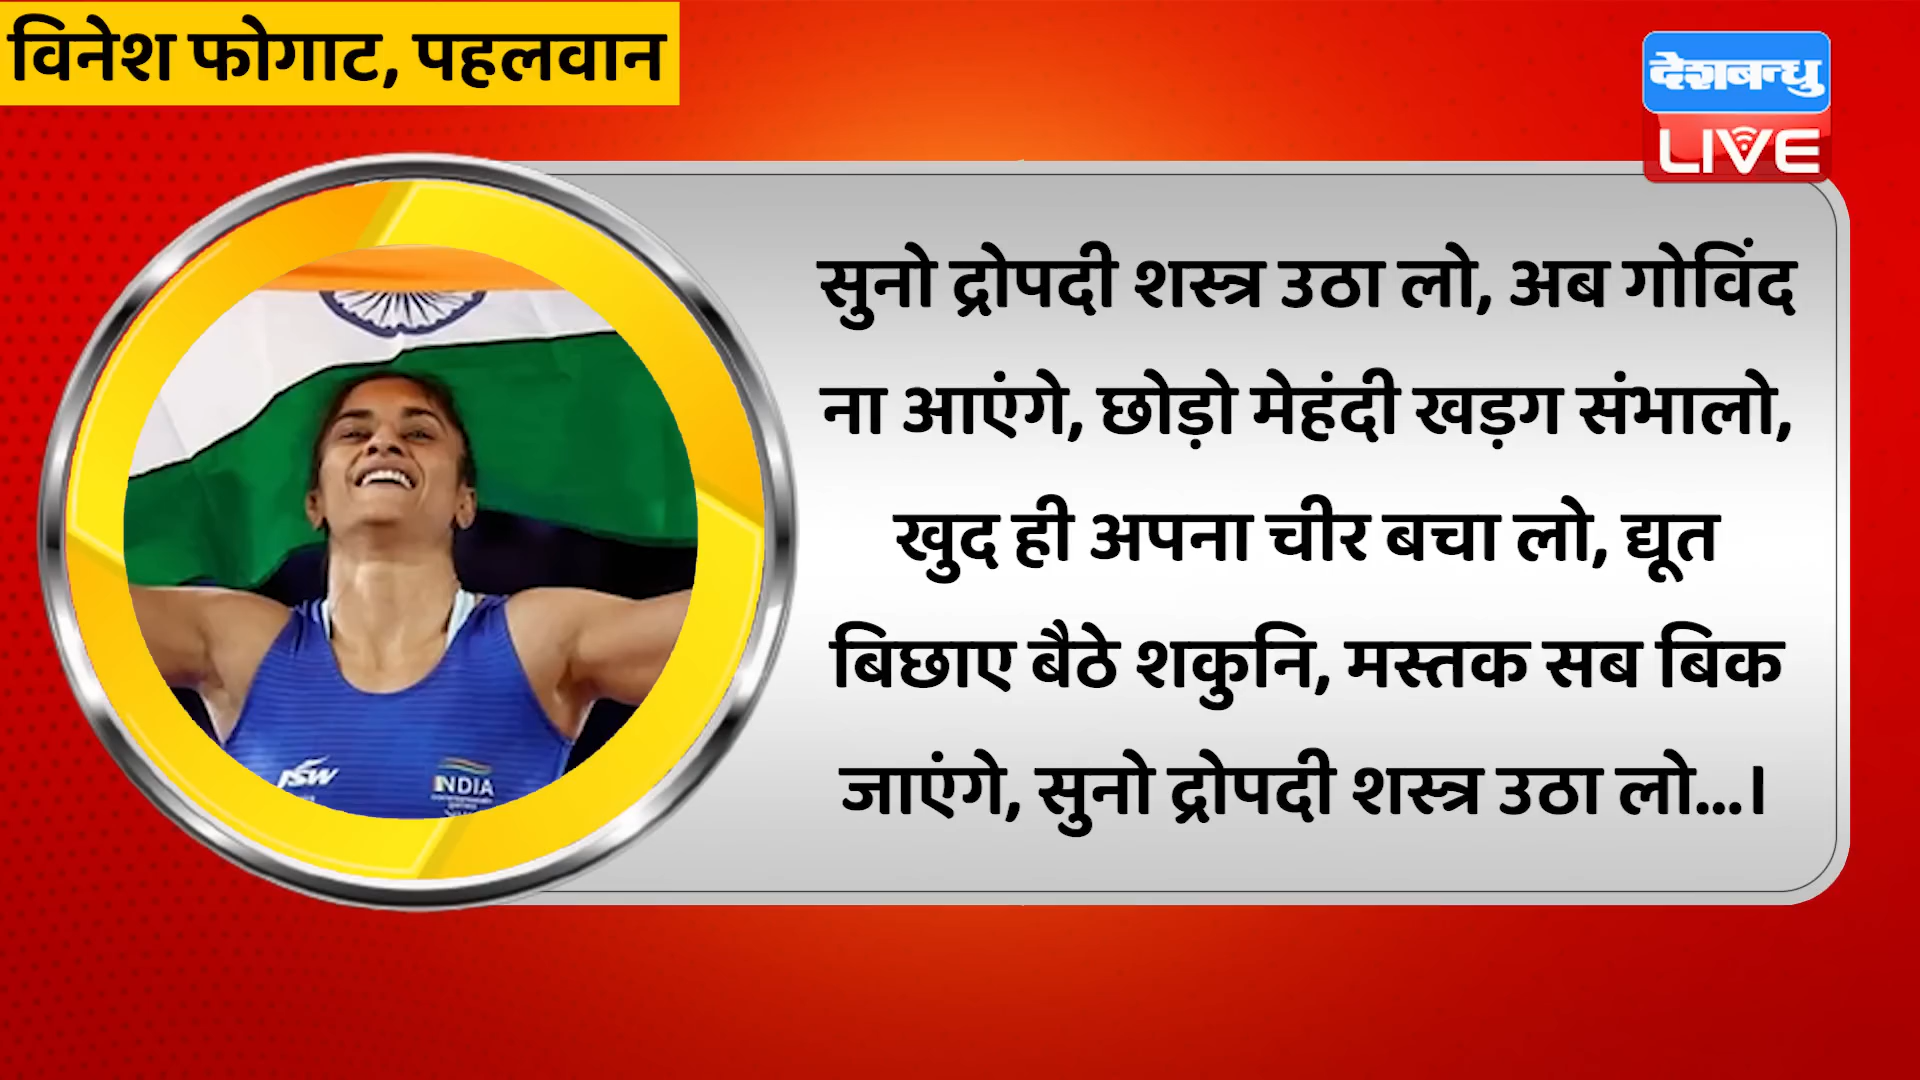 विनेश फोगाट, पहलवान
देशबन्धु
LIVE
सुनो द्रोपदी शस्त्र उठा लो, अब गोविंद
ना आएंगे, छोड़ो मेहंदी खड़ग संभालो,
खुद ही अपना चीर बचा लो, द्यूत
बिछाए बैठे शकुनि, मस्तक सब बिक
जाएंगे, सुनो द्रोपदी शस्त्र उठा लो...।
JSW
INDIA